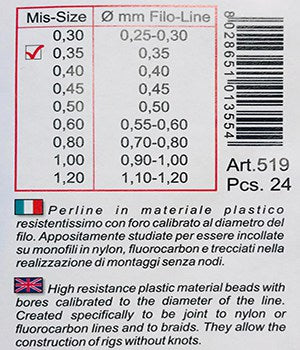 Mis-Size Ø mm Filo-Line
0,30 0,25-0,30
0,35 0,35
0,40 0,40
0,45 0,45
0,50 0,50
0,60 0,55-0,60
0,80 0,70-0,80
1,00 0,90-1,00
1,20 1,10-1,20
8028651013554
Art.519
Pcs. 24
Perline in materiale plastico
resistentissimo con foro calibrato al diametro del
filo. Appositamente studiate per essere incollate
su monofili in nylon, fluorocarbon e trecciati nella
realizzazione di montaggi senza nodi.
High resistance plastic material beads with
bores calibrated to the diameter of the line.
Created specifically to be joint to nylon or
fluorocarbon lines and to braids. They allow the
construction of rigs without knots.